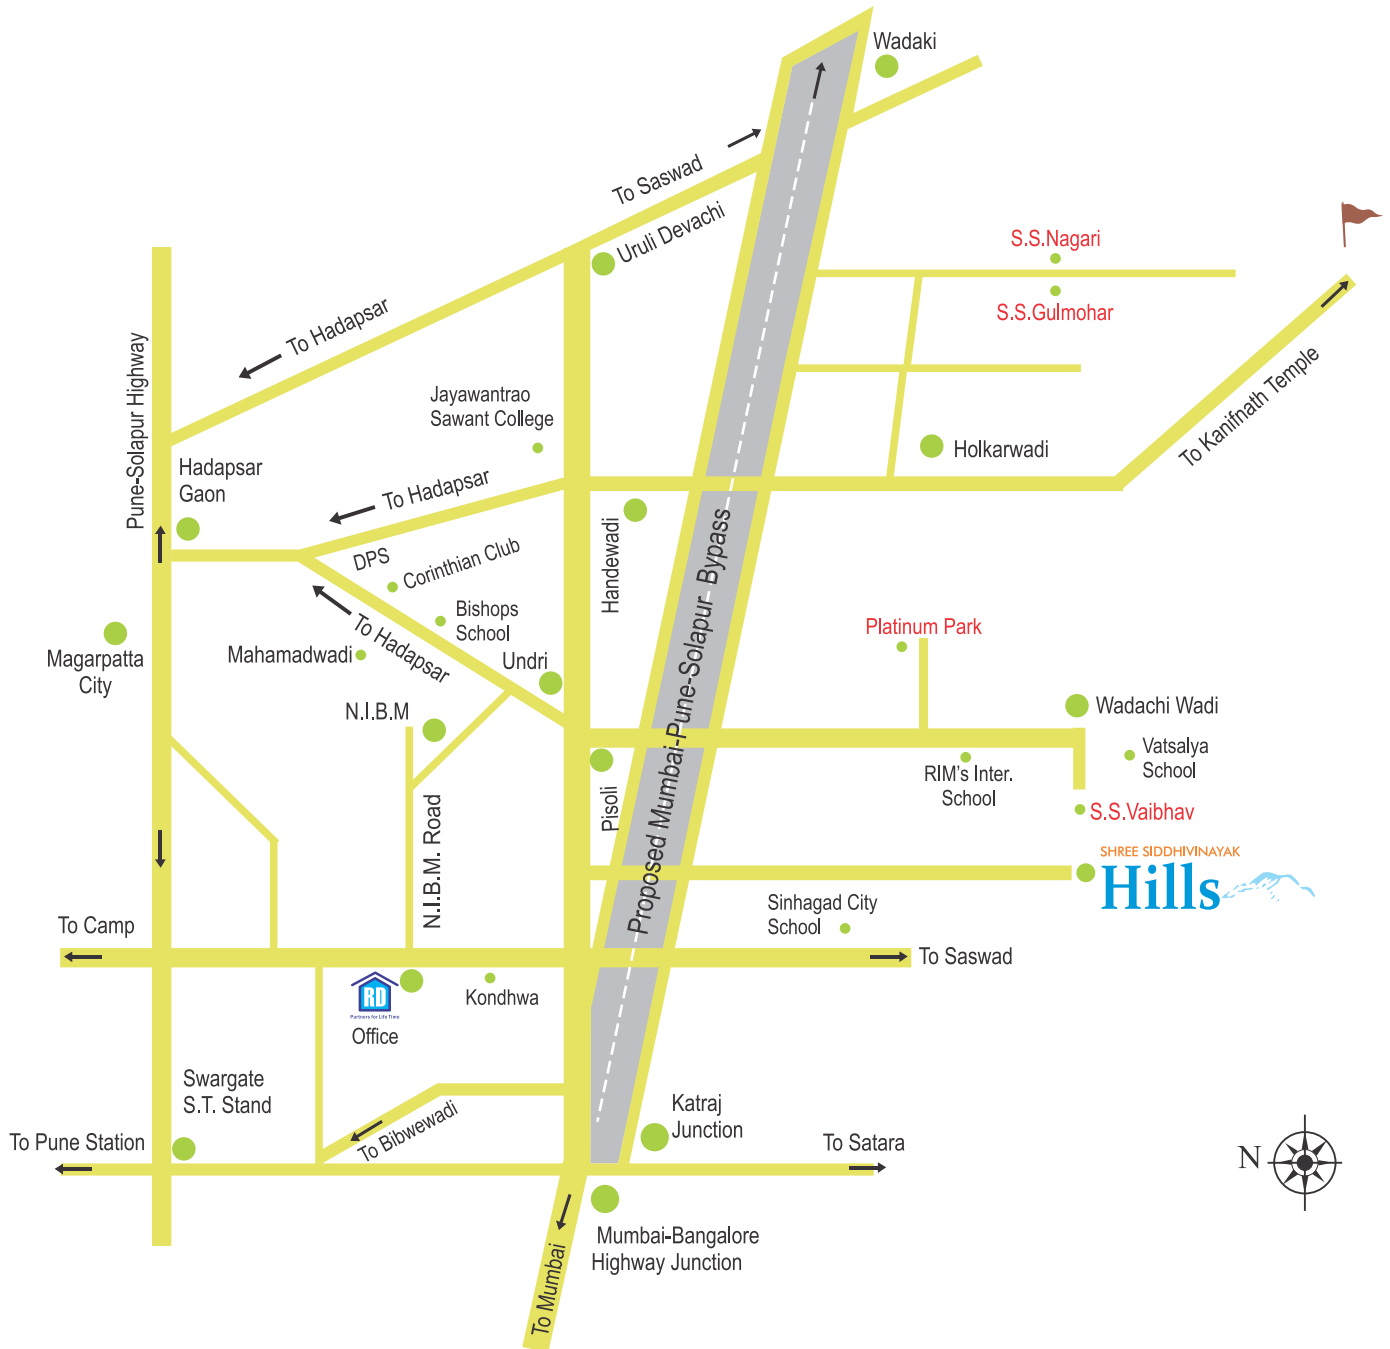 Wadaki
To Saswad
Uruli Devachi
S.S.Nagari
S.S.Gulmohar
To Hadapsar
Pune-Solapur Highway
To Kanifnath Temple
Jayawantrao
Sawant College
Hadapsar
Gaon
Holkarwadi
To Hadapsar
DPS
Corinthian Club
Handewadi
Proposed Mumbai-Pune-Solapur Bypass
Bishops
School
To Hadapsar
Platinum Park
Magarpatta
City
Mahamadwadi
Undri
N.I.B.M
Wadachi Wadi
Vatsalya
School
RIM's Inter.
School
Pisoli
S.S.Vaibhav
N.I.B.M. Road
SHREE SIDDHIVINAYAK
Hills
Sinhagad City
School
To Camp
To Saswad
RD
Partners for Life Time
Office
Kondhwa
Swargate
S.T. Stand
Katraj
Junction
To Bibwewadi
To Pune Station
To Satara
N
Mumbai-Bangalore
Highway Junction
To Mumbai